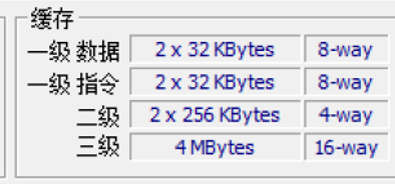 缓存
一级 数据 2 x 32 KBytes 8-way
一级 指令 2 x 32 KBytes 8-way
二级 2 x 256 KBytes 4-way
三级 4 MBytes 16-way